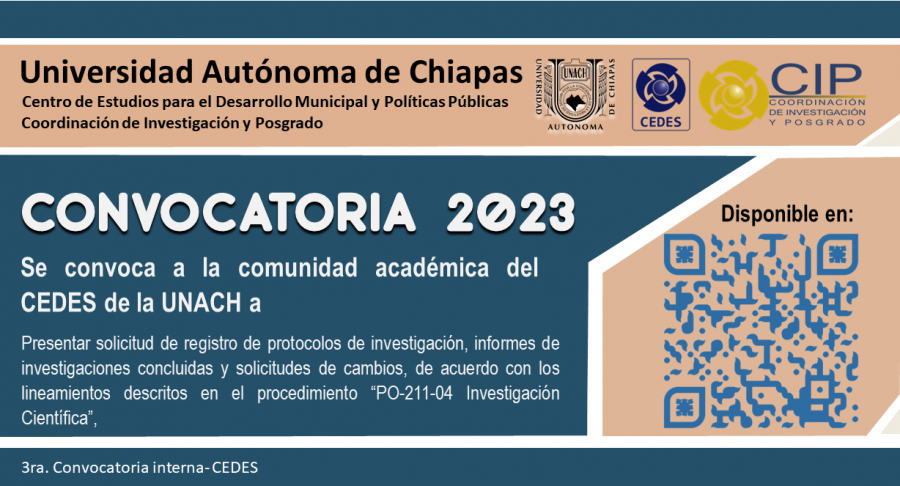 Universidad Autónoma de Chiapas
Centro de Estudios para el Desarrollo Municipal y Políticas Públicas
Coordinación de Investigación y Posgrado
UNIVERSIDAD
UNACH
DE CHIAPAS
AUTONOMA
CEDES
CIP
COORDINACIÓN
DE INVESTIGACIÓN
Y POSGRADO
CONVOCATORIA 2023
Se convoca a la comunidad académica del
CEDES de la UNACH a
Presentar solicitud de registro de protocolos de investigación, informes de
investigaciones concluidas y solicitudes de cambios, de acuerdo con los
lineamientos descritos en el procedimiento “PO-211-04 Investigación
Científica”,
Disponible en:
3ra. Convocatoria interna-CEDES